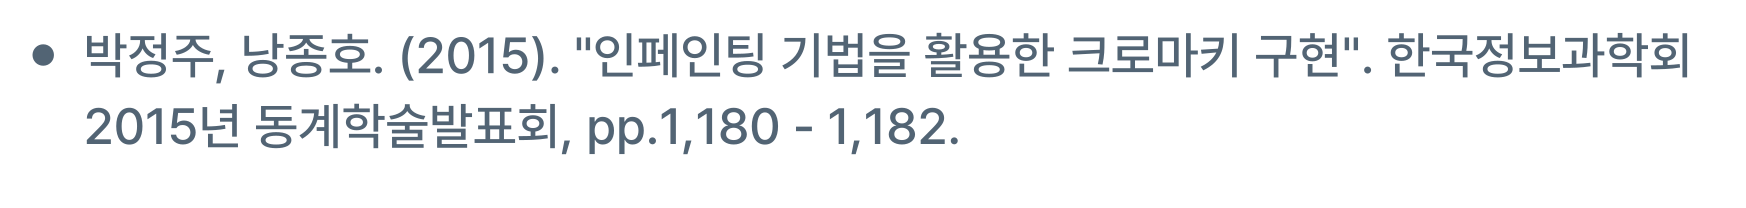 • 박정주, 낭종호. (2015). "인페인팅 기법을 활용한 크로마키 구현". 한국정보과학회
2015년 동계학술발표회, pp.1,180 - 1,182.